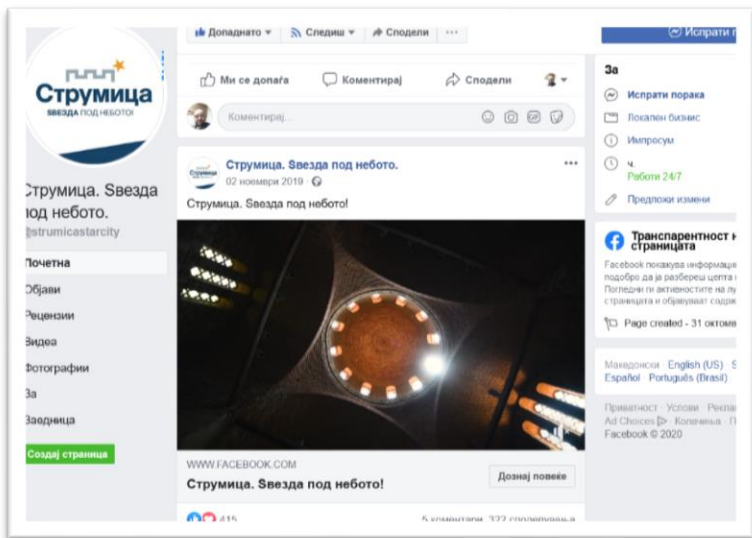 Допаднато
Следиш
Сподели
Испрати п
Струмица
ЅВЕЗДА ПОД НЕБОТО!
Струмица. Ѕвезда
под небото.
@strumicastarcity
Почетна
Објави
Рецензии
Видеа
Фотографии
За
Заедница
Создај страница
Ми се допаѓа
Коментирај
Сподели
Коментирај...
Струмица. Ѕвезда под небото.
02 ноември 2019
Струмица. Ѕвезда под небото!
WWW.FACEBOOK.COM
Струмица. Ѕвезда под небото!
Дознај повеќе
415
5 коментари 322 споделувања
За
Испрати порака
Локален бизнис
Импресум
Ч.
Работи 24/7
Предложи измени
Транспарентност н
страницата
Facebook покажува информаци
подобро да ја разбереш целта н
Погледни ги активностите на лу
страницата и објавуваат содрж
Page created - 31 октоме
Македонски · English (US) · S
Español · Português (Brasil)
Приватност · Услови · Реклам
Ad Choices · Колачиња · П
Facebook © 2020